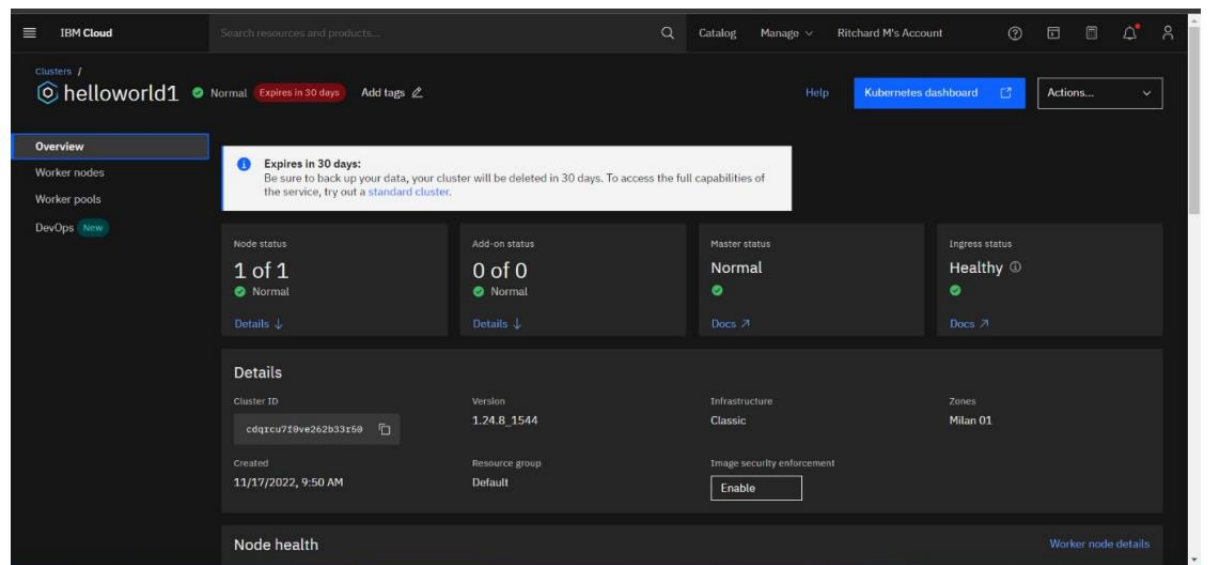 IBM Cloud
Search resources and products...
Catalog
Manage
Ritchard M's Account
Clusters /
helloworld1
Normal
Expires in 30 days
Add tags
Help
Kubernetes dashboard
Actions...
Overview
Worker nodes
Worker pools
DevOps New
Expires in 30 days:
Be sure to back up your data, your cluster will be deleted in 30 days. To access the full capabilities of
the service, try out a standard cluster.
Node status
1 of 1
Normal
Details ↓
Add-on status
0 of 0
Normal
Details ↓
Master status
Normal
Docs ↗
Ingress status
Healthy
Docs ↗
Details
Cluster ID
cdqrcu7f0ve262b33r50
Version
1.24.8_1544
Infrastructure
Classic
Zones
Milan 01
Created
11/17/2022, 9:50 AM
Resource group
Default
Image security enforcement
Enable
Node health
Worker node details